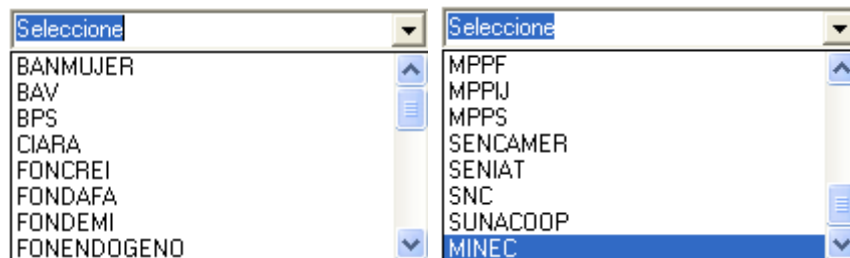 Seleccione
BANMUJER
BAV
BPS
CIARA
FONCREI
FONDAFA
FONDEMI
FONENDOGENO
Seleccione
MPPF
MPPIJ
MPPS
SENCAMER
SENIAT
SNC
SUNACOOP
MINEC